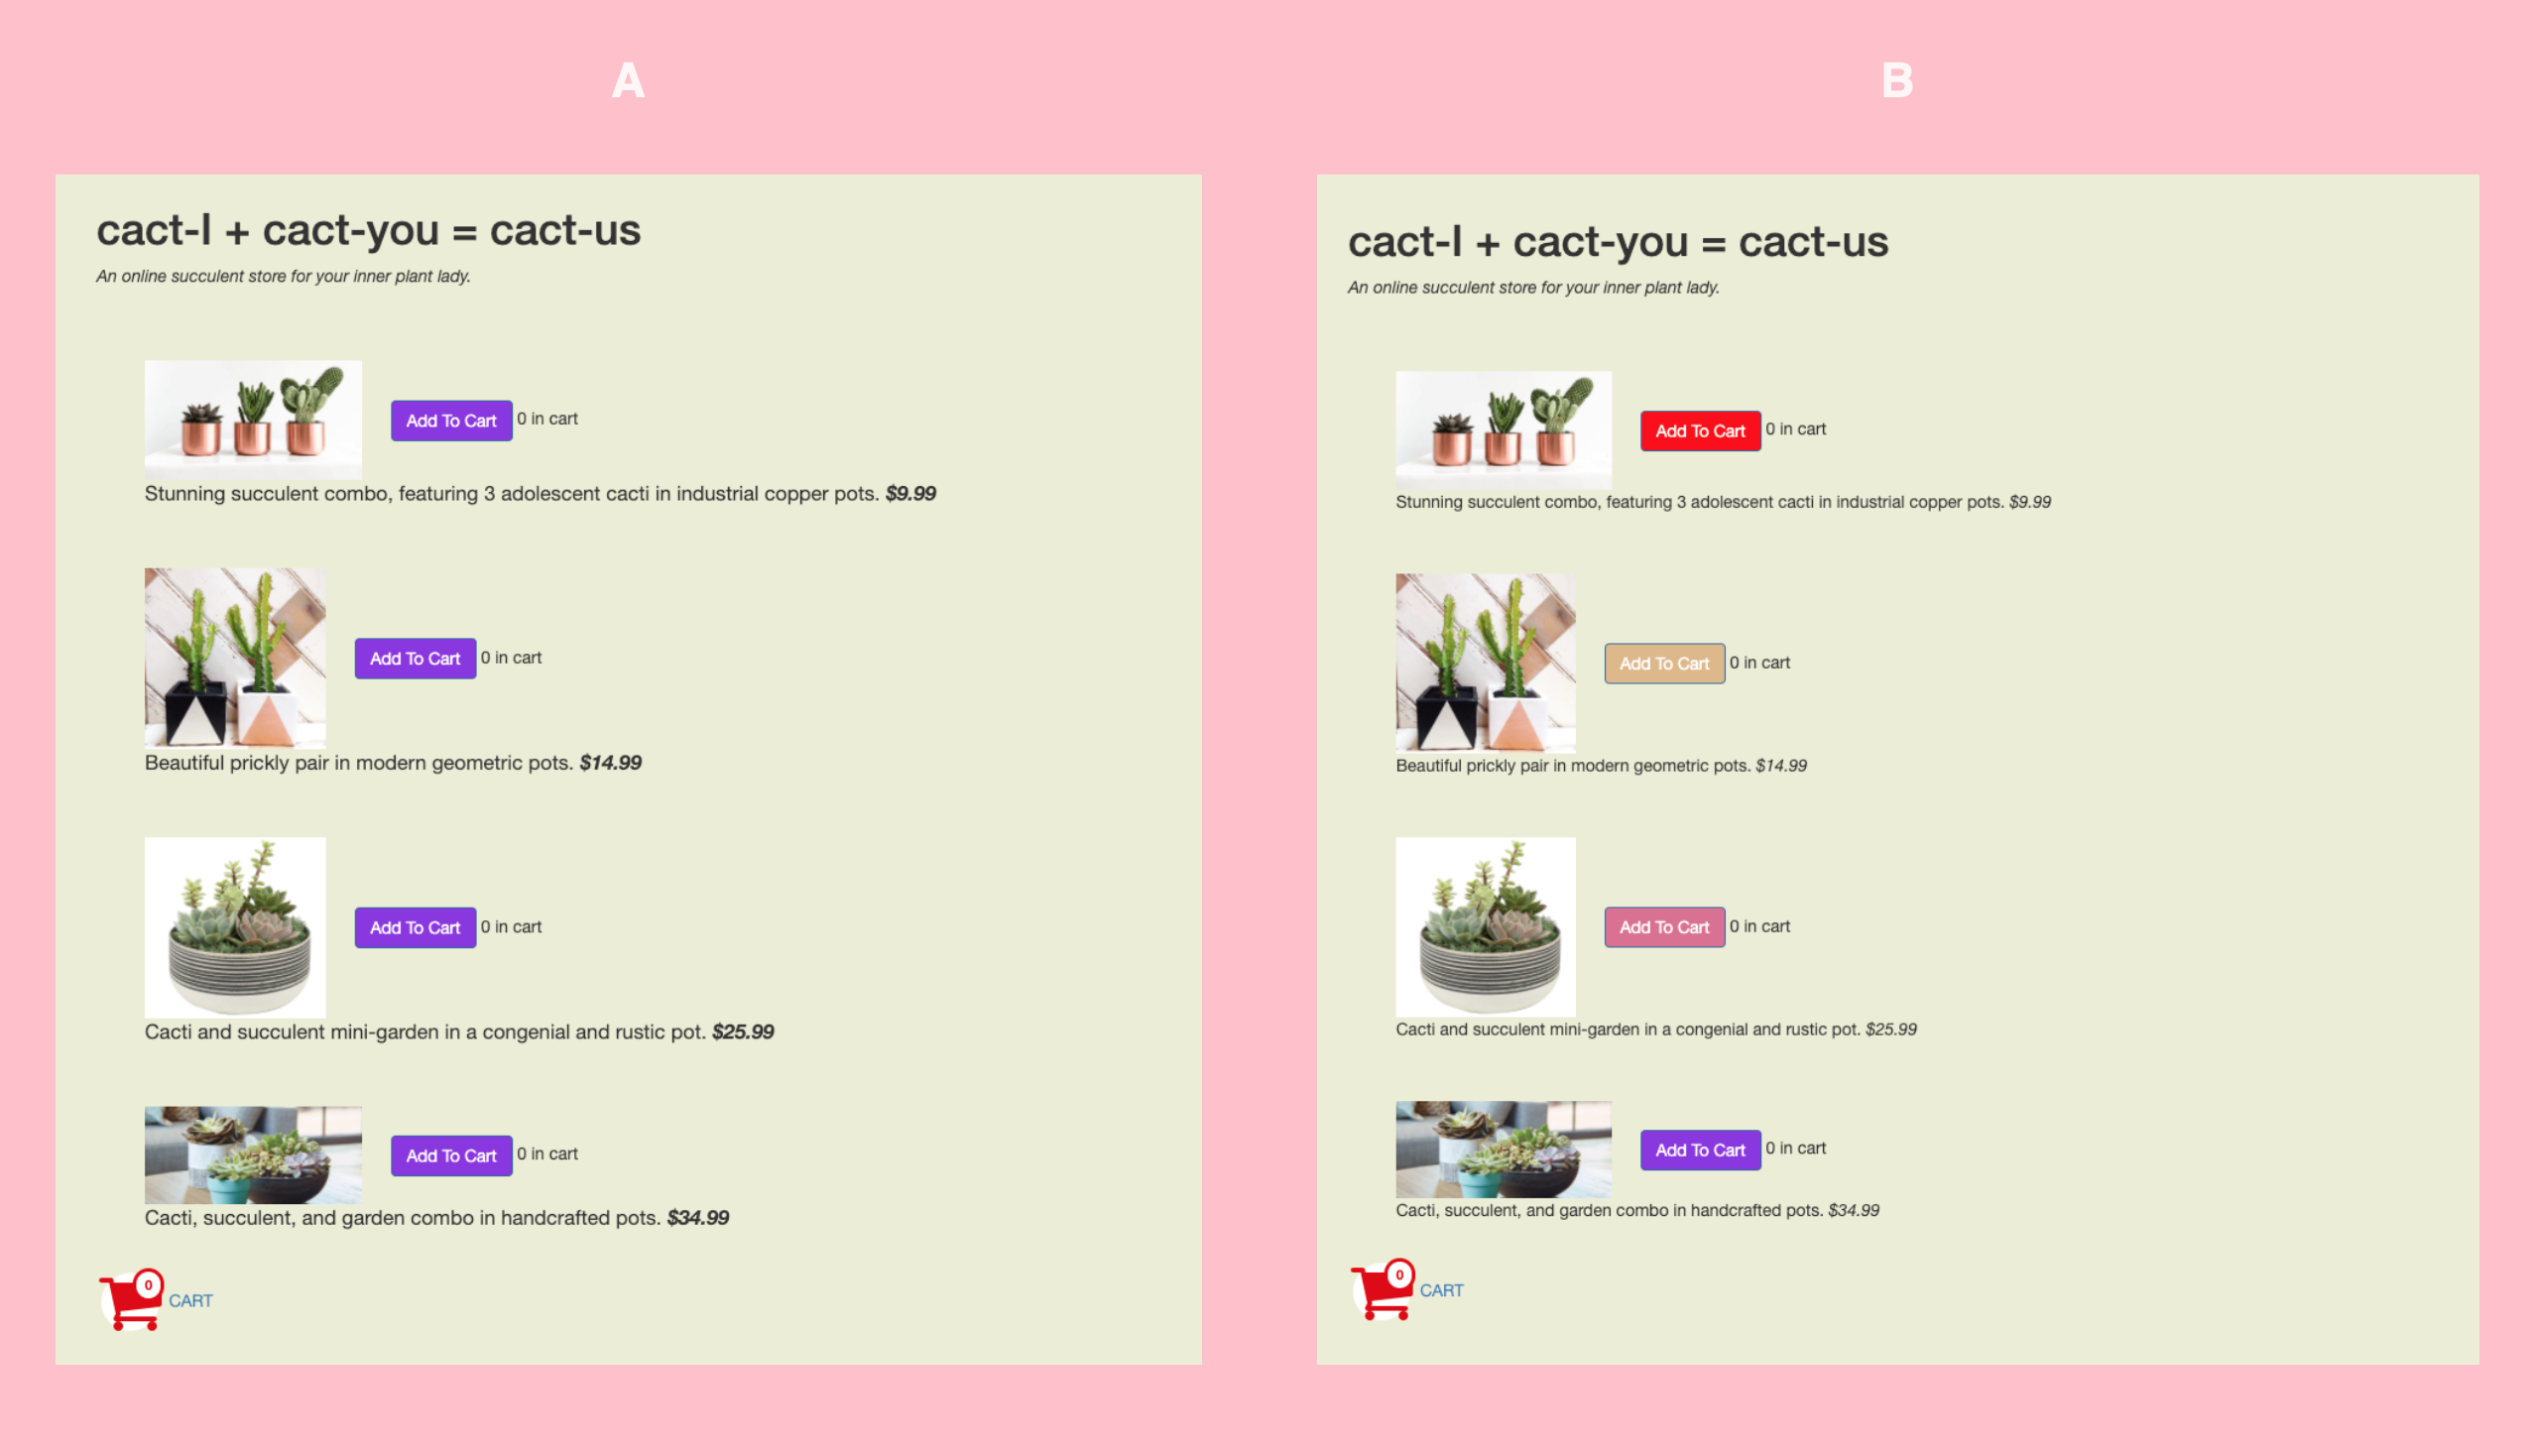 A
cact-I + cact-you = cact-us
An online succulent store for your inner plant lady.
Add To Cart 0 in cart
Stunning succulent combo, featuring 3 adolescent cacti in industrial copper pots. $9.99
Add To Cart 0 in cart
Beautiful prickly pair in modern geometric pots. $14.99
Add To Cart 0 in cart
Cacti and succulent mini-garden in a congenial and rustic pot. $25.99
Add To Cart 0 in cart
Cacti, succulent, and garden combo in handcrafted pots. $34.99
0 CART
B
cact-I + cact-you = cact-us
An online succulent store for your inner plant lady.
Add To Cart 0 in cart
Stunning succulent combo, featuring 3 adolescent cacti in industrial copper pots. $9.99
Add To Cart 0 in cart
Beautiful prickly pair in modern geometric pots. $14.99
Add To Cart 0 in cart
Cacti and succulent mini-garden in a congenial and rustic pot. $25.99
Add To Cart 0 in cart
Cacti, succulent, and garden combo in handcrafted pots. $34.99
0 CART